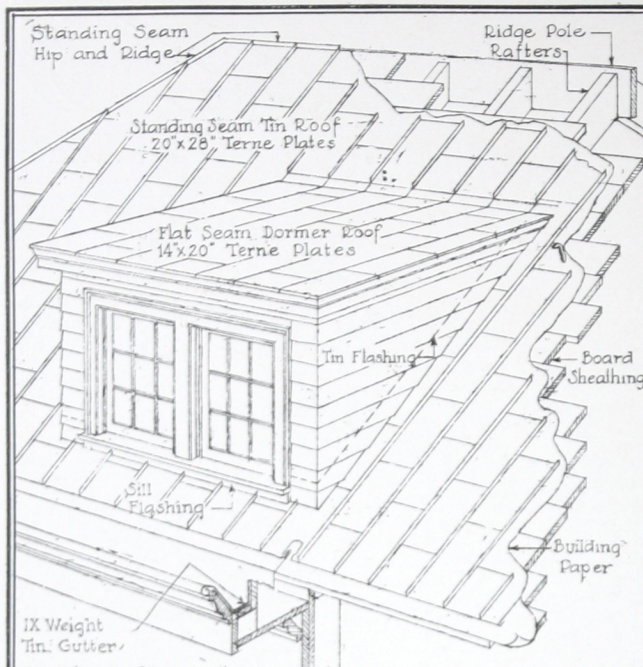 Standing Seam
Hip and Ridge
Ridge Pole
Rafters
Standing Seam Tin Roof
20"x28" Terne Plates
Flat Seam Dormer Roof
14"x20" Terne Plates
Tin Flashing
Board
Sheathing
Sill
Flashing
Building
Paper
IX Weight
Tin Gutter